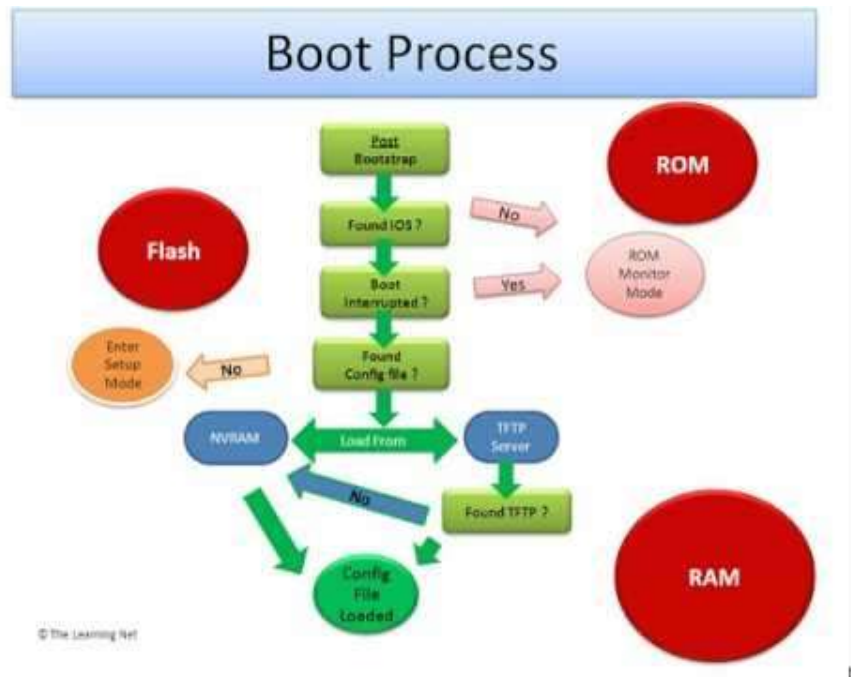 Boot Process
Post
Bootstrap
ROM
Found IOS ?
No
Flash
ROM
Monitor
Mode
Boot
Interrupted ?
Yes
Enter
Setup
Mode
No
Found
Config file ?
NVRAM
Load From
TFTP
Server
No
Found TFTP ?
Config
File
Loaded
RAM
© The Learning Net